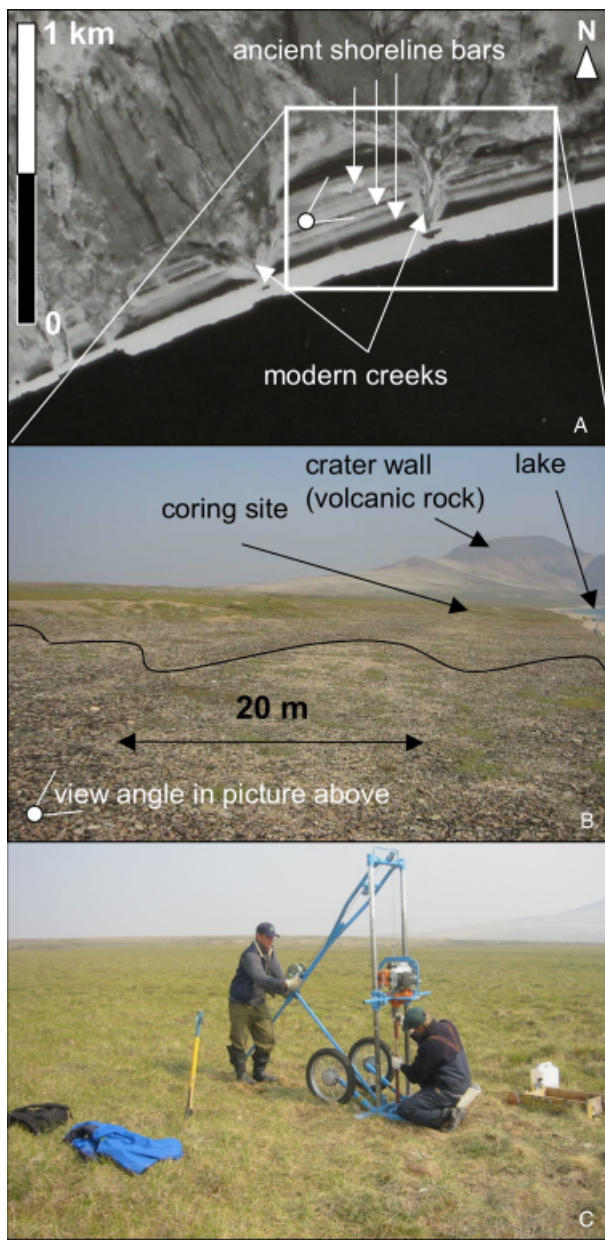 1 km
ancient shoreline bars
N
0
modern creeks
A
crater wall
(volcanic rock)
lake
coring site
20 m
view angle in picture above
B
C